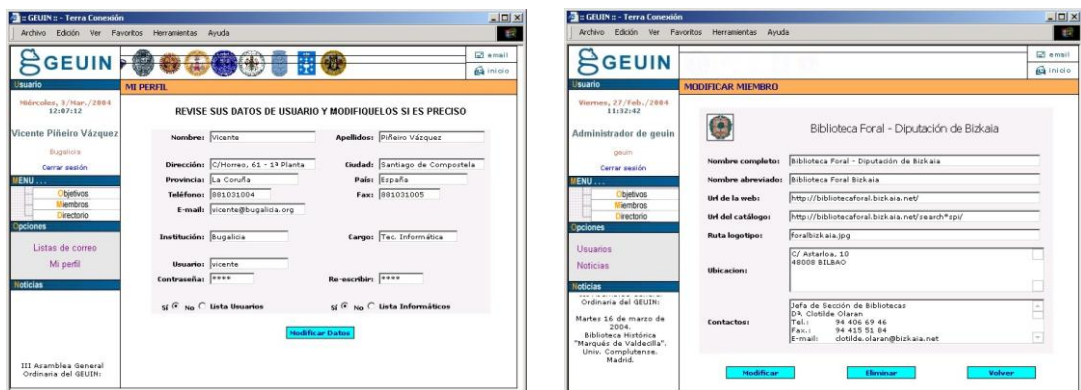 :: GEUIN :: - Terra Conexión
Archivo Edición Ver Favoritos Herramientas Ayuda
GEUIN
email
inicio
Usuario
MI PERFIL
Miércoles, 3/Mar./2004
12:07:12
Vicente Piñeiro Vázquez
Bugalicia
Cerrar sesión
MENU . . .
Objetivos
Miembros
Directorio
Opciones
Listas de correo
Mi perfil
Noticias
III Asamblea General
Ordinaria del GEUIN:
REVISE SUS DATOS DE USUARIO Y MODIFIQUELOS SI ES PRECISO
Nombre: Vicente Apellidos: Piñeiro Vázquez
Dirección: C/Horreo, 61 - 1ª Planta Ciudad: Santiago de Compostela
Provincia: La Coruña País: España
Teléfono: 881031004 Fax: 881031005
E-mail: vicente@bugalicia.org
Institución: Bugalicia Cargo: Tec. Informática
Usuario: vicente
Contraseña: **** Re-escribir: ****
Sí No Lista Usuarios Sí No Lista Informáticos
Modificar Datos
:: GEUIN :: - Terra Conexión
Archivo Edición Ver Favoritos Herramientas Ayuda
GEUIN
email
inicio
Usuario
MODIFICAR MIEMBRO
Viernes, 27/Feb./2004
11:32:42
Administrador de geuin
geuin
Cerrar sesión
MENU . . .
Objetivos
Miembros
Directorio
Opciones
Usuarios
Noticias
Noticias
Ordinaria del GEUIN:
Martes 16 de marzo de
2004.
Biblioteca Histórica
"Marqués de Valdecilla".
Univ. Complutense.
Madrid.
Biblioteca Foral - Diputación de Bizkaia
Nombre completo: Biblioteca Foral - Diputación de Bizkaia
Nombre abreviado: Biblioteca Foral Bizkaia
Url de la web: http://bibliotecaforal.bizkaia.net/
Url del catálogo: http://bibliotecaforal.bizkaia.net/search*spi/
Ruta logotipo: foralbizkaia.jpg
Ubicacion: C/ Astarloa, 10
48008 BILBAO
Contactos: Jefa de Sección de Bibliotecas
Dª. Clotilde Olaran
Tel.: 94 406 69 46
Fax.: 94 415 51 84
E-mail: clotilde.olaran@bizkaia.net
Modificar Eliminar Volver